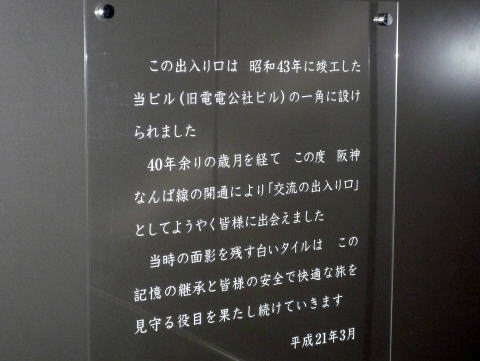 この出入り口は　昭和43年に竣工した
当ビル(旧電電公社ビル)の一角に設け
られました
40年余りの歳月を経て　この度　阪神
なんば線の開通により「交流の出入り口」
としてようやく皆様に出会えました
当時の面影を残す白いタイルは　この
記憶の継承と皆様の安全で快適な旅を
見守る役目を果たし続けていきます
平成21年3月